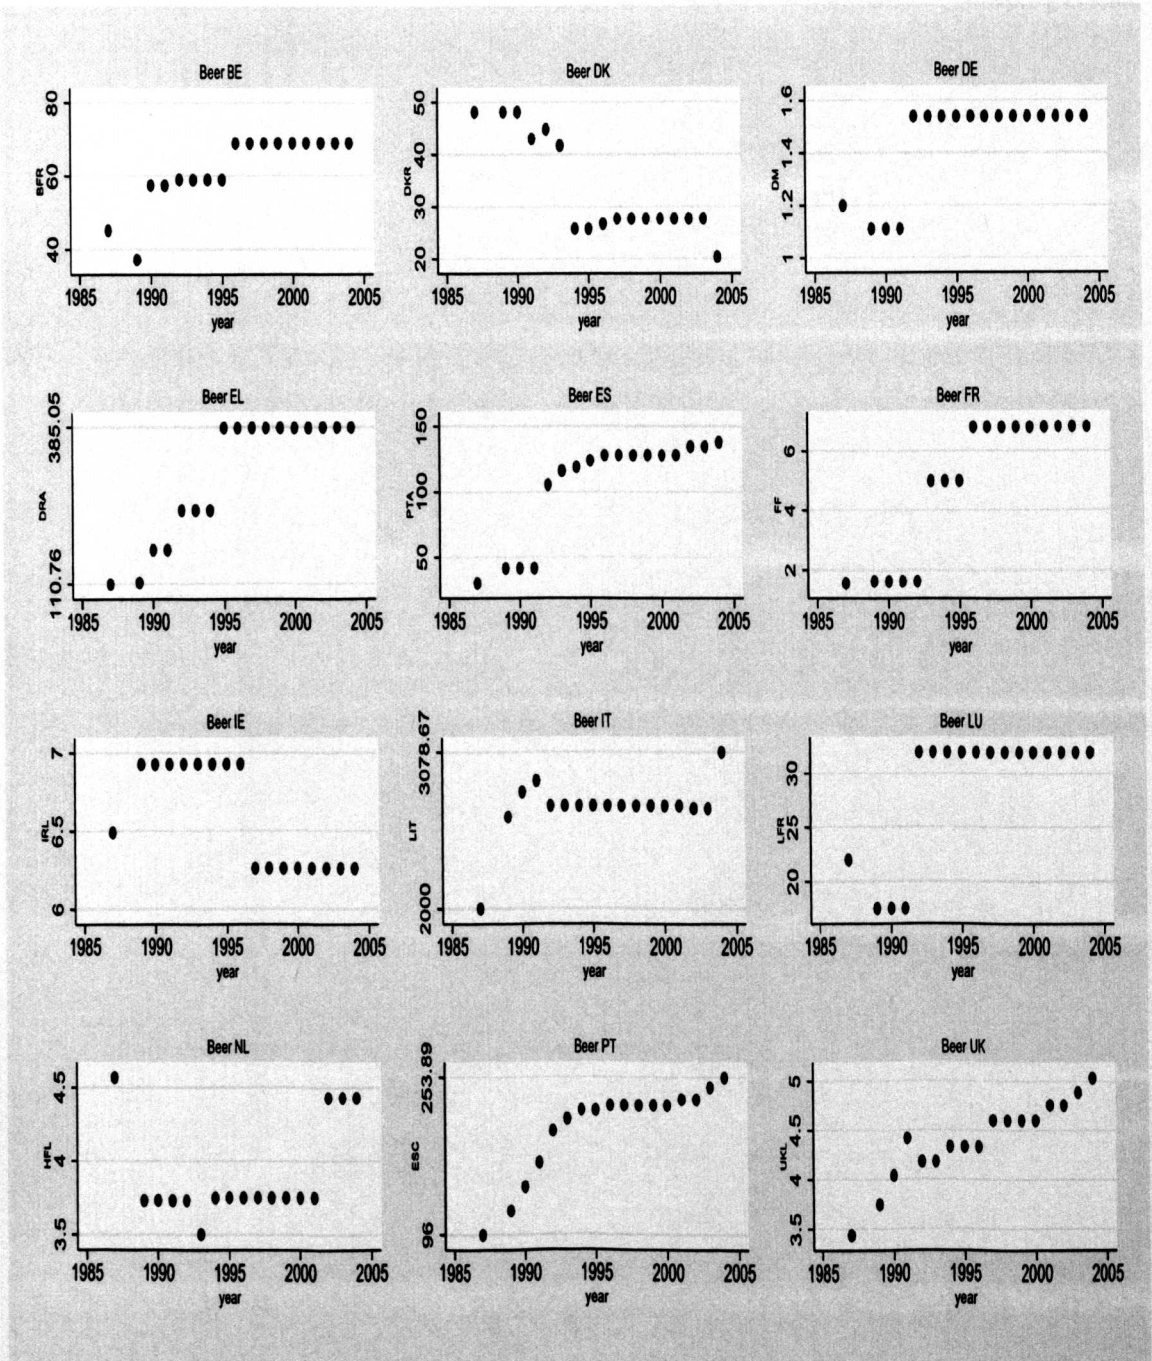 Beer BE
Beer DK
Beer DE
80
60
40
BFR
1985 1990 1995 2000 2005
year
50
40
30
20
DKR
1985 1990 1995 2000 2005
year
1.6
1.4
1.2
1
DM
1985 1990 1995 2000 2005
year
Beer EL
Beer ES
Beer FR
385.05
110.76
DRA
1985 1990 1995 2000 2005
year
150
100
50
PTA
1985 1990 1995 2000 2005
year
6
4
2
FF
1985 1990 1995 2000 2005
year
Beer IE
Beer IT
Beer LU
7
6.5
6
IRL
1985 1990 1995 2000 2005
year
3078.67
2000
LIT
1985 1990 1995 2000 2005
year
30
25
20
LFR
1985 1990 1995 2000 2005
year
Beer NL
Beer PT
Beer UK
4.5
4
3.5
HFL
1985 1990 1995 2000 2005
year
253.89
96
ESC
1985 1990 1995 2000 2005
year
5
4.5
4
3.5
UKL
1985 1990 1995 2000 2005
year